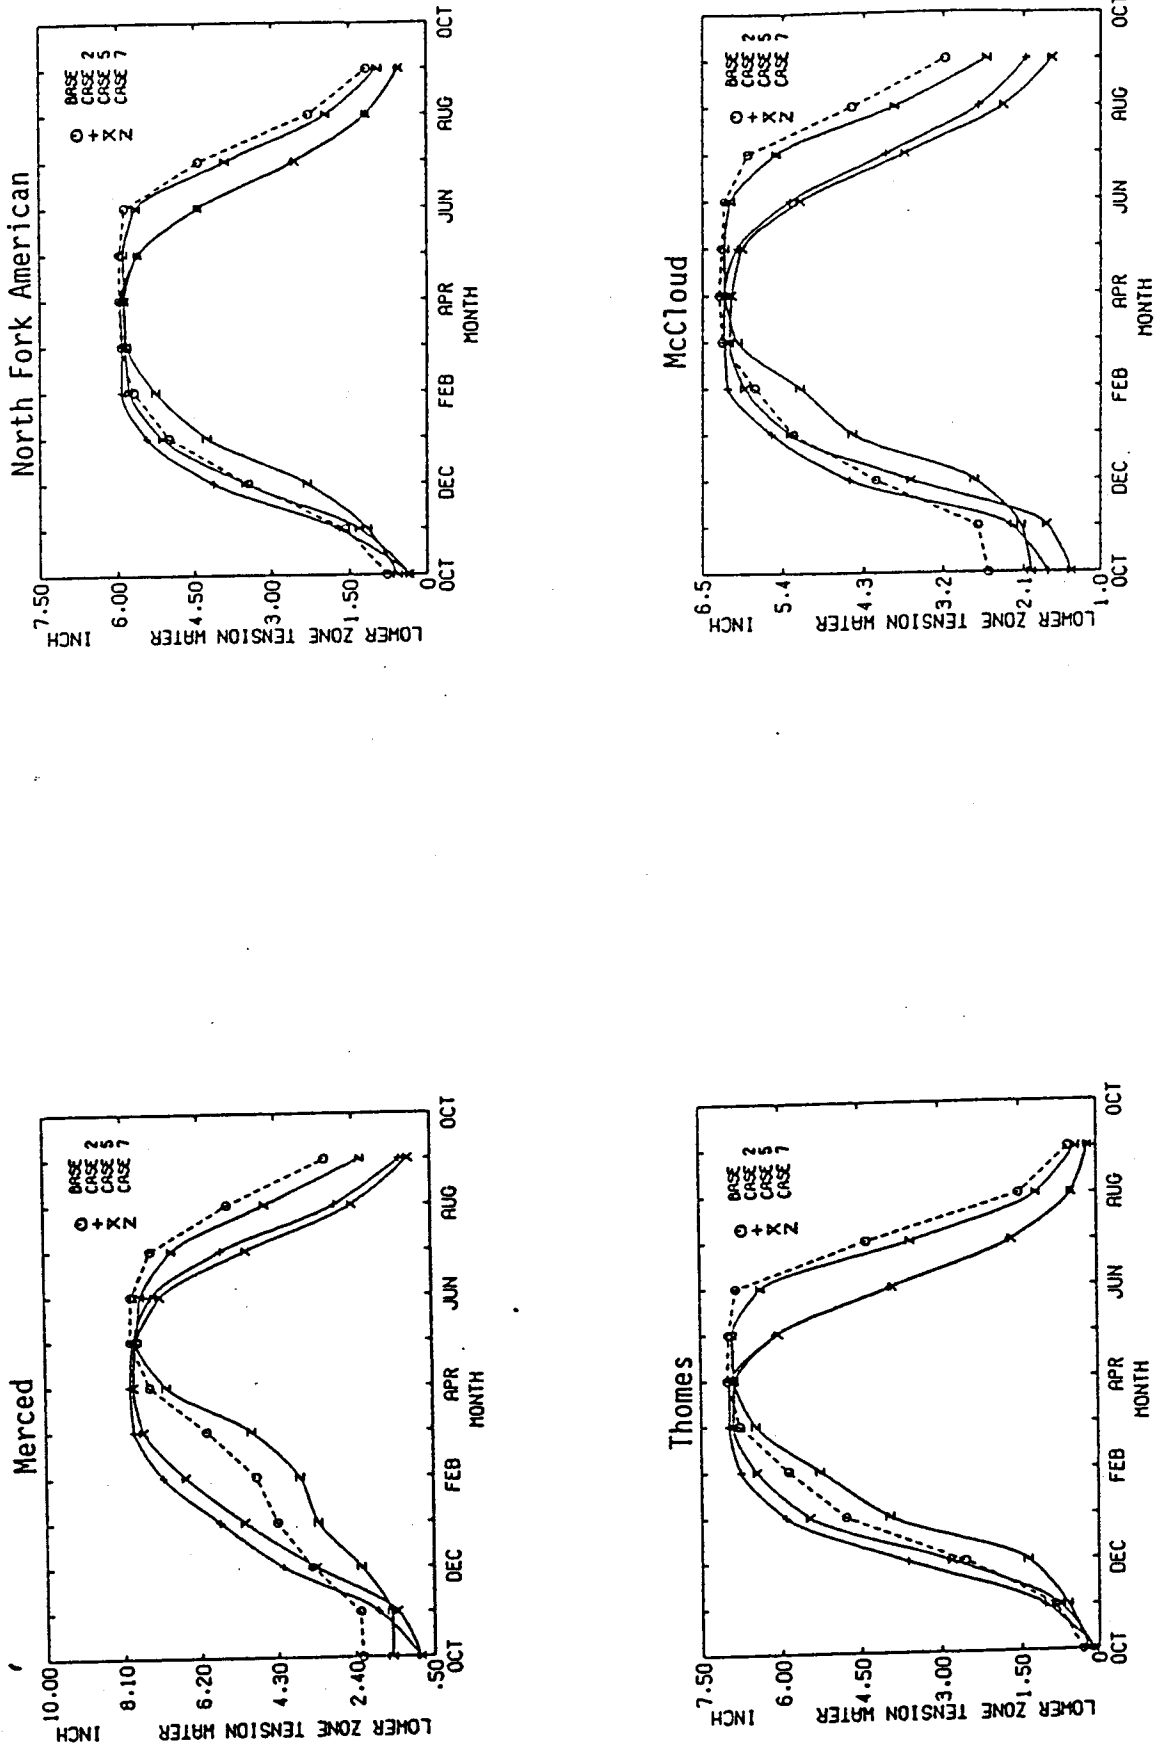 Merced
INCH
LOWER ZONE TENSION WATER
10.00
8.10
6.20
4.30
2.40
.50
OCT
DEC
FEB
APR
JUN
AUG
OCT
MONTH
O BASE
+ CASE 2
X CASE 5
Z CASE 7
North Fork American
INCH
LOWER ZONE TENSION WATER
7.50
6.00
4.50
3.00
1.50
0
OCT
DEC
FEB
APR
JUN
AUG
OCT
MONTH
O BASE
+ CASE 2
X CASE 5
Z CASE 7
Thomes
INCH
LOWER ZONE TENSION WATER
7.50
6.00
4.50
3.00
1.50
0
OCT
DEC
FEB
APR
JUN
AUG
OCT
MONTH
O BASE
+ CASE 2
X CASE 5
Z CASE 7
McCloud
INCH
LOWER ZONE TENSION WATER
6.5
5.4
4.3
3.2
2.1
1.0
OCT
DEC
FEB
APR
JUN
AUG
OCT
MONTH
O BASE
+ CASE 2
X CASE 5
Z CASE 7